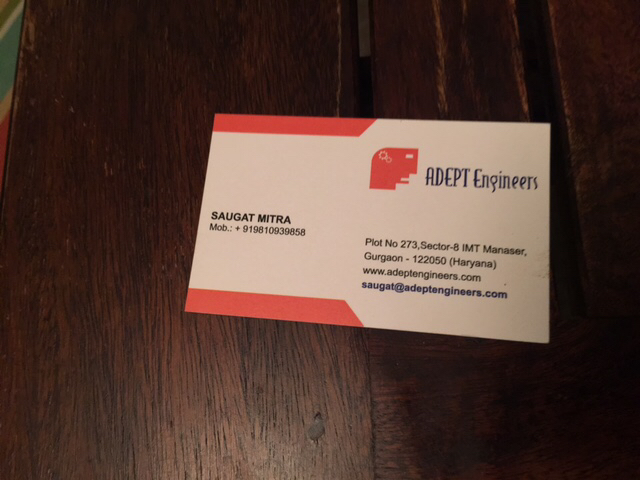 ADEPT Engineers
SAUGAT MITRA
Mob.: + 919810939858
Plot No 273,Sector-8 IMT Manaser,
Gurgaon - 122050 (Haryana)
www.adeptengineers.com
saugat@adeptengineers.com